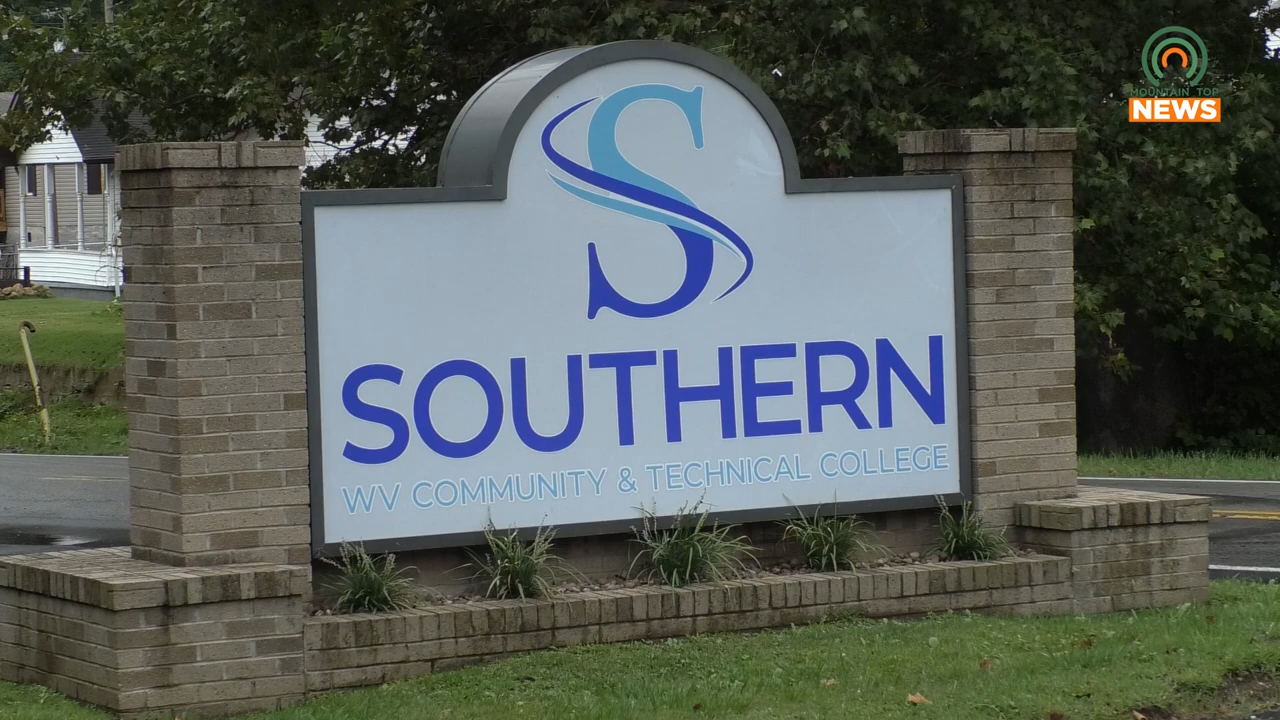 MOUNTAIN TOP
NEWS
S
SOUTHERN
WV COMMUNITY & TECHNICAL COLLEGE